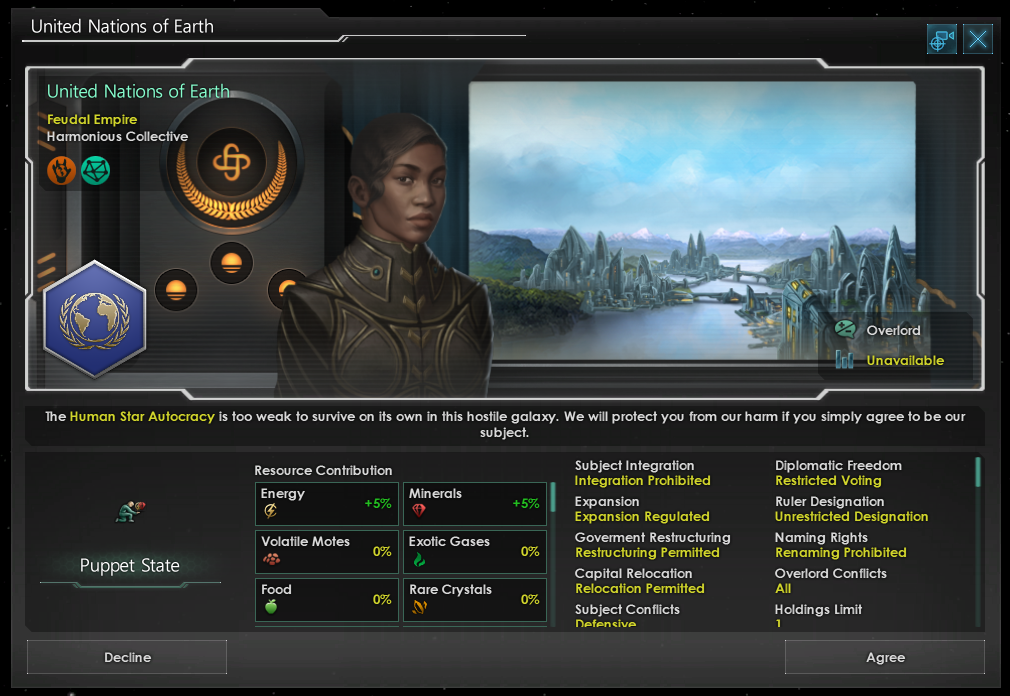 United Nations of Earth
United Nations of Earth
Feudal Empire
Harmonious Collective
Overlord
Unavailable
The Human Star Autocracy is too weak to survive on its own in this hostile galaxy. We will protect you from our harm if you simply agree to be our
subject.
Puppet State
Resource Contribution
Energy
+5%
Minerals
+5%
Volatile Motes
0%
Exotic Gases
0%
Food
0%
Rare Crystals
0%
Subject Integration
Integration Prohibited
Expansion
Expansion Regulated
Goverment Restructuring
Restructuring Permitted
Capital Relocation
Relocation Permitted
Subject Conflicts
Defensive
Diplomatic Freedom
Restricted Voting
Ruler Designation
Unrestricted Designation
Naming Rights
Renaming Prohibited
Overlord Conflicts
All
Holdings Limit
1
Decline
Agree